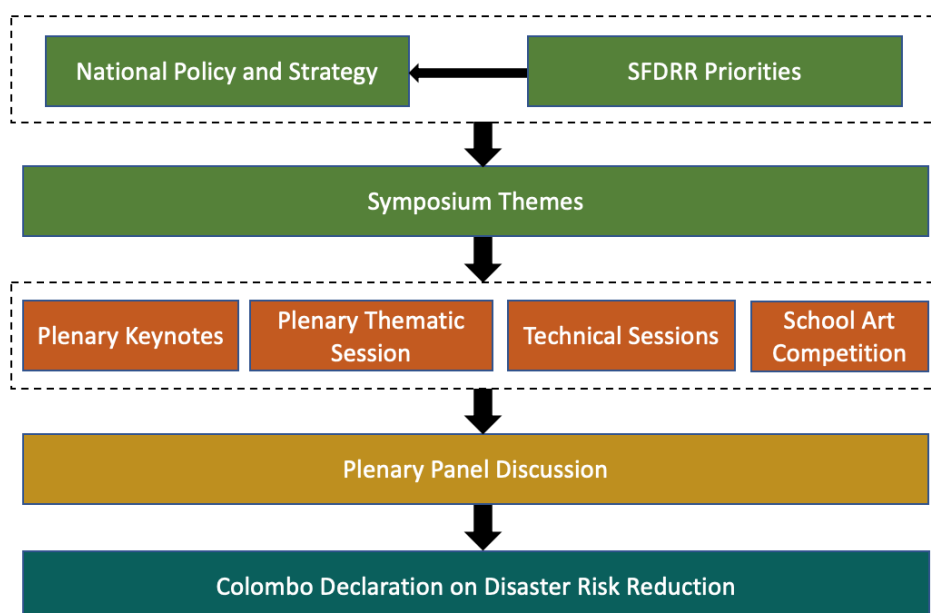 National Policy and Strategy
SFDRR Priorities
Symposium Themes
Plenary Keynotes
Plenary Thematic
Session
Technical Sessions
School Art
Competition
Plenary Panel Discussion
Colombo Declaration on Disaster Risk Reduction